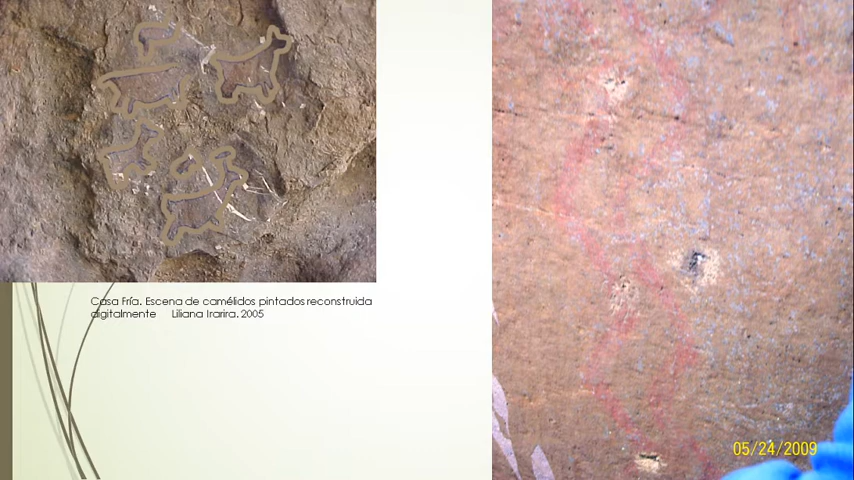 Casa Fría. Escena de camélidos pintados reconstruida
digitalmente Liliana Irarira. 2005
05/24/2009